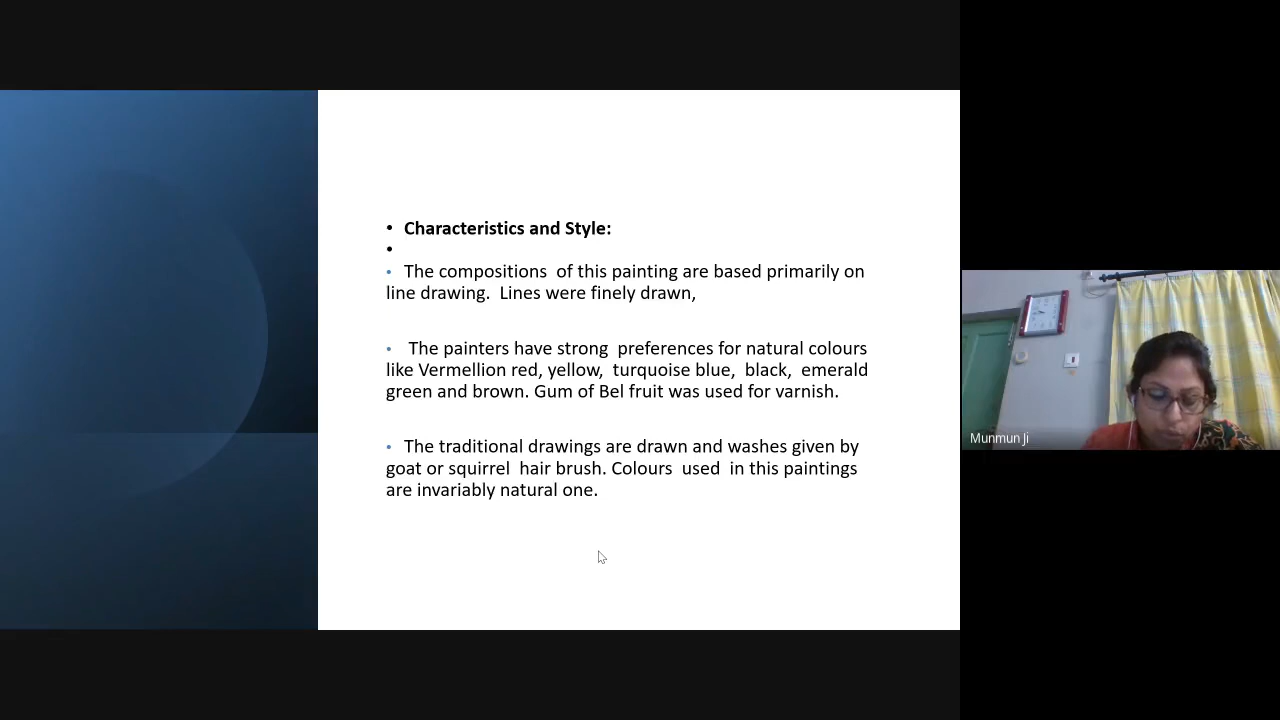 • Characteristics and Style:
•
• The compositions of this painting are based primarily on
line drawing. Lines were finely drawn,
• The painters have strong preferences for natural colours
like Vermellion red, yellow, turquoise blue, black, emerald
green and brown. Gum of Bel fruit was used for varnish.
• The traditional drawings are drawn and washes given by
goat or squirrel hair brush. Colours used in this paintings
are invariably natural one.
Munmun Ji